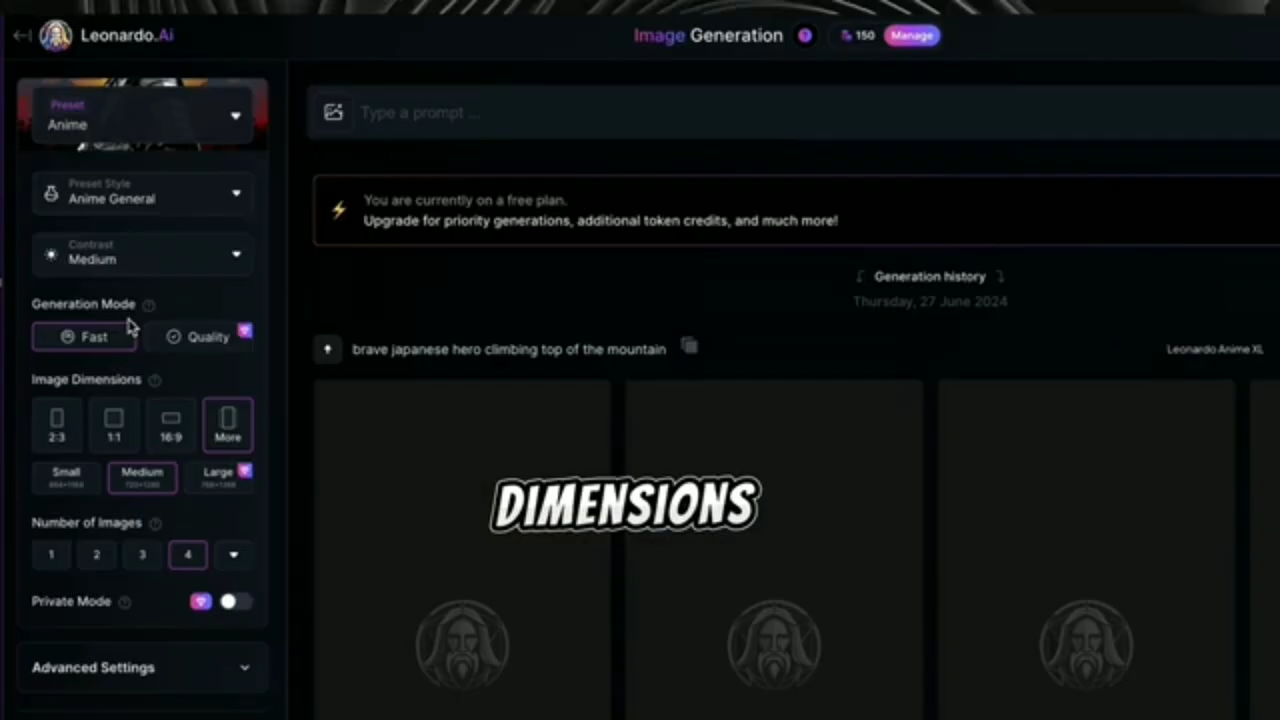 Leonardo.Ai
Image Generation
?
150
Manage
Preset
Anime
Type a prompt ...
Preset Style
Anime General
You are currently on a free plan.
Upgrade for priority generations, additional token credits, and much more!
Contrast
Medium
Generation history
Thursday, 27 June 2024
Generation Mode ?
Fast
Quality
brave japanese hero climbing top of the mountain
Leonardo Anime XL
Image Dimensions ?
2:3
1:1
16:9
More
Small
Medium
Large
DIMENSIONS
Number of Images ?
1
2
3
4
Private Mode ?
Advanced Settings